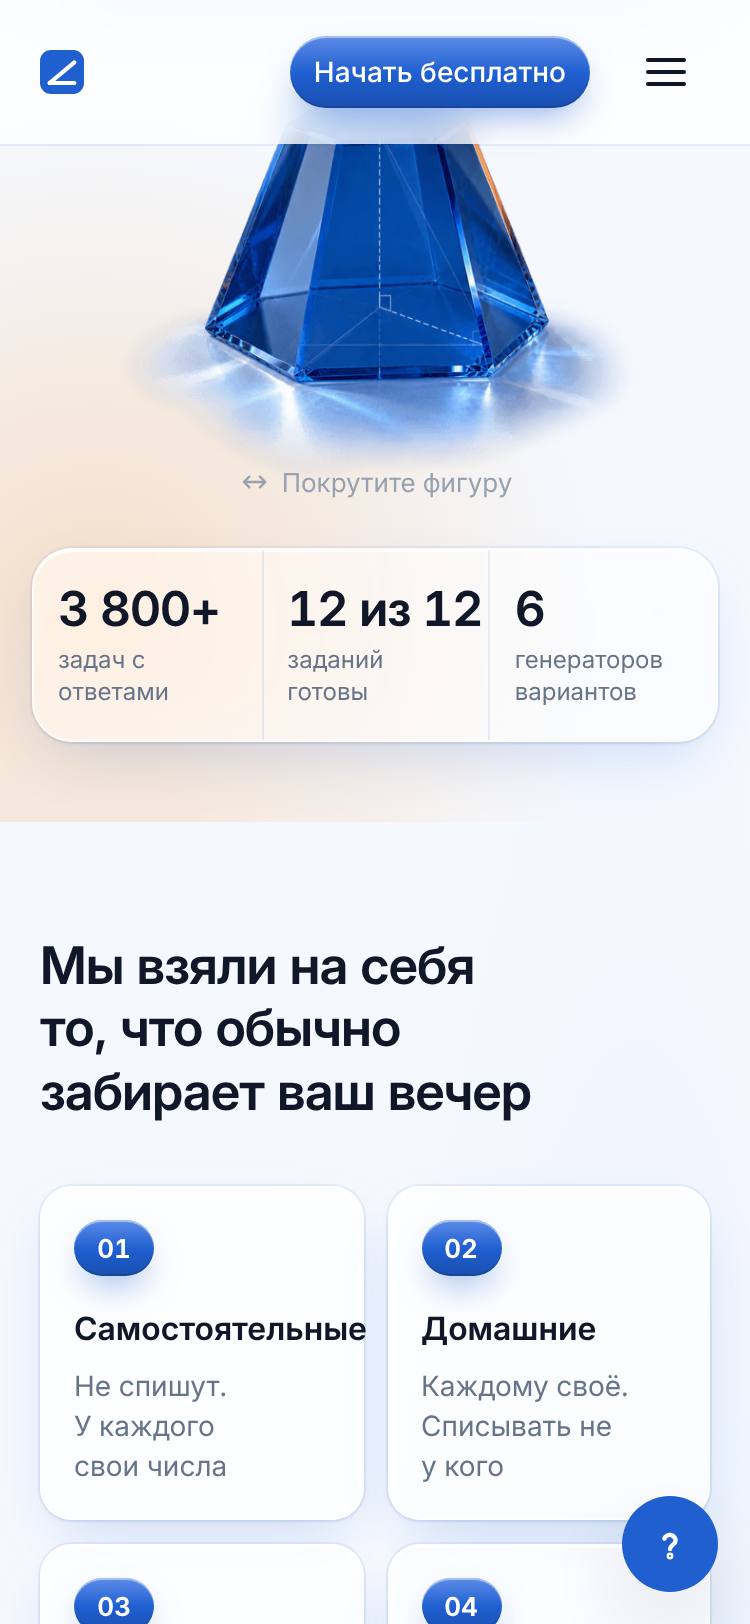 Начать бесплатно
↔ Покрутите фигуру
3 800+
задач с
ответами
12 из 12
заданий
готовы
6
генераторов
вариантов
Мы взяли на себя
то, что обычно
забирает ваш вечер
01
Самостоятельные
Не спишут.
У каждого
свои числа
02
Домашние
Каждому своё.
Списывать не
у кого
?
03
04